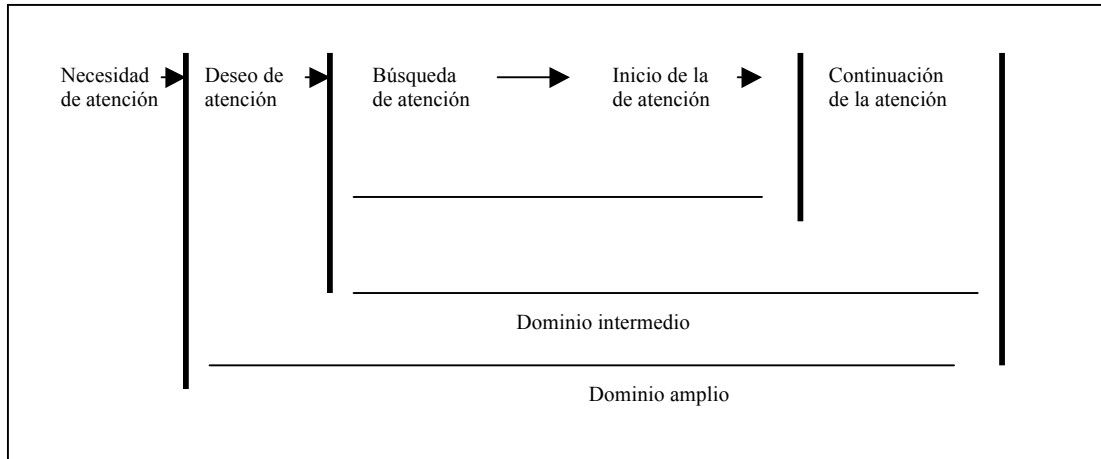 Necesidad
de atención
Deseo de
atención
Búsqueda
de atención
Inicio de la
de atención
Continuación
de la atención
Dominio intermedio
Dominio amplio